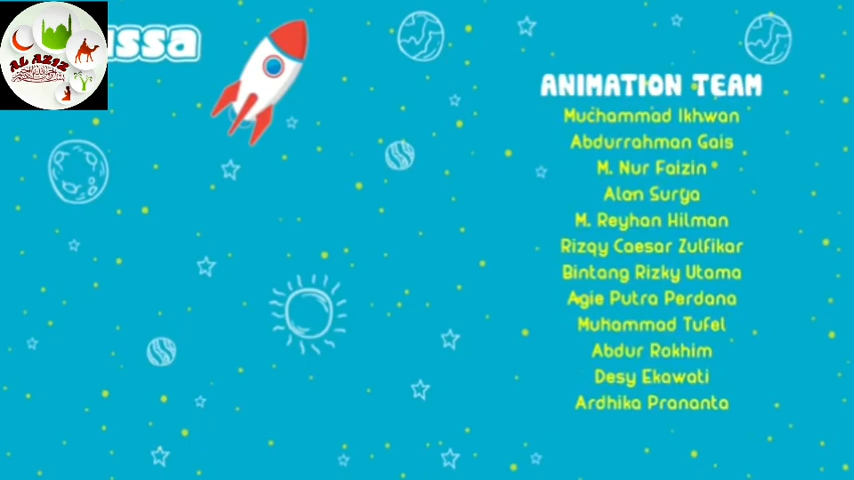 ussa
AL AZIZ
ANIMATION TEAM
Muchammad Ikhwan
Abdurrahman Gais
M. Nur Faizin
Alan Surya
M. Reyhan Hilman
Rizqy Caesar Zulfikar
Bintang Rizky Utama
Agie Putra Perdana
Muhammad Tufel
Abdur Rokhim
Desy Ekawati
Ardhika Prananta